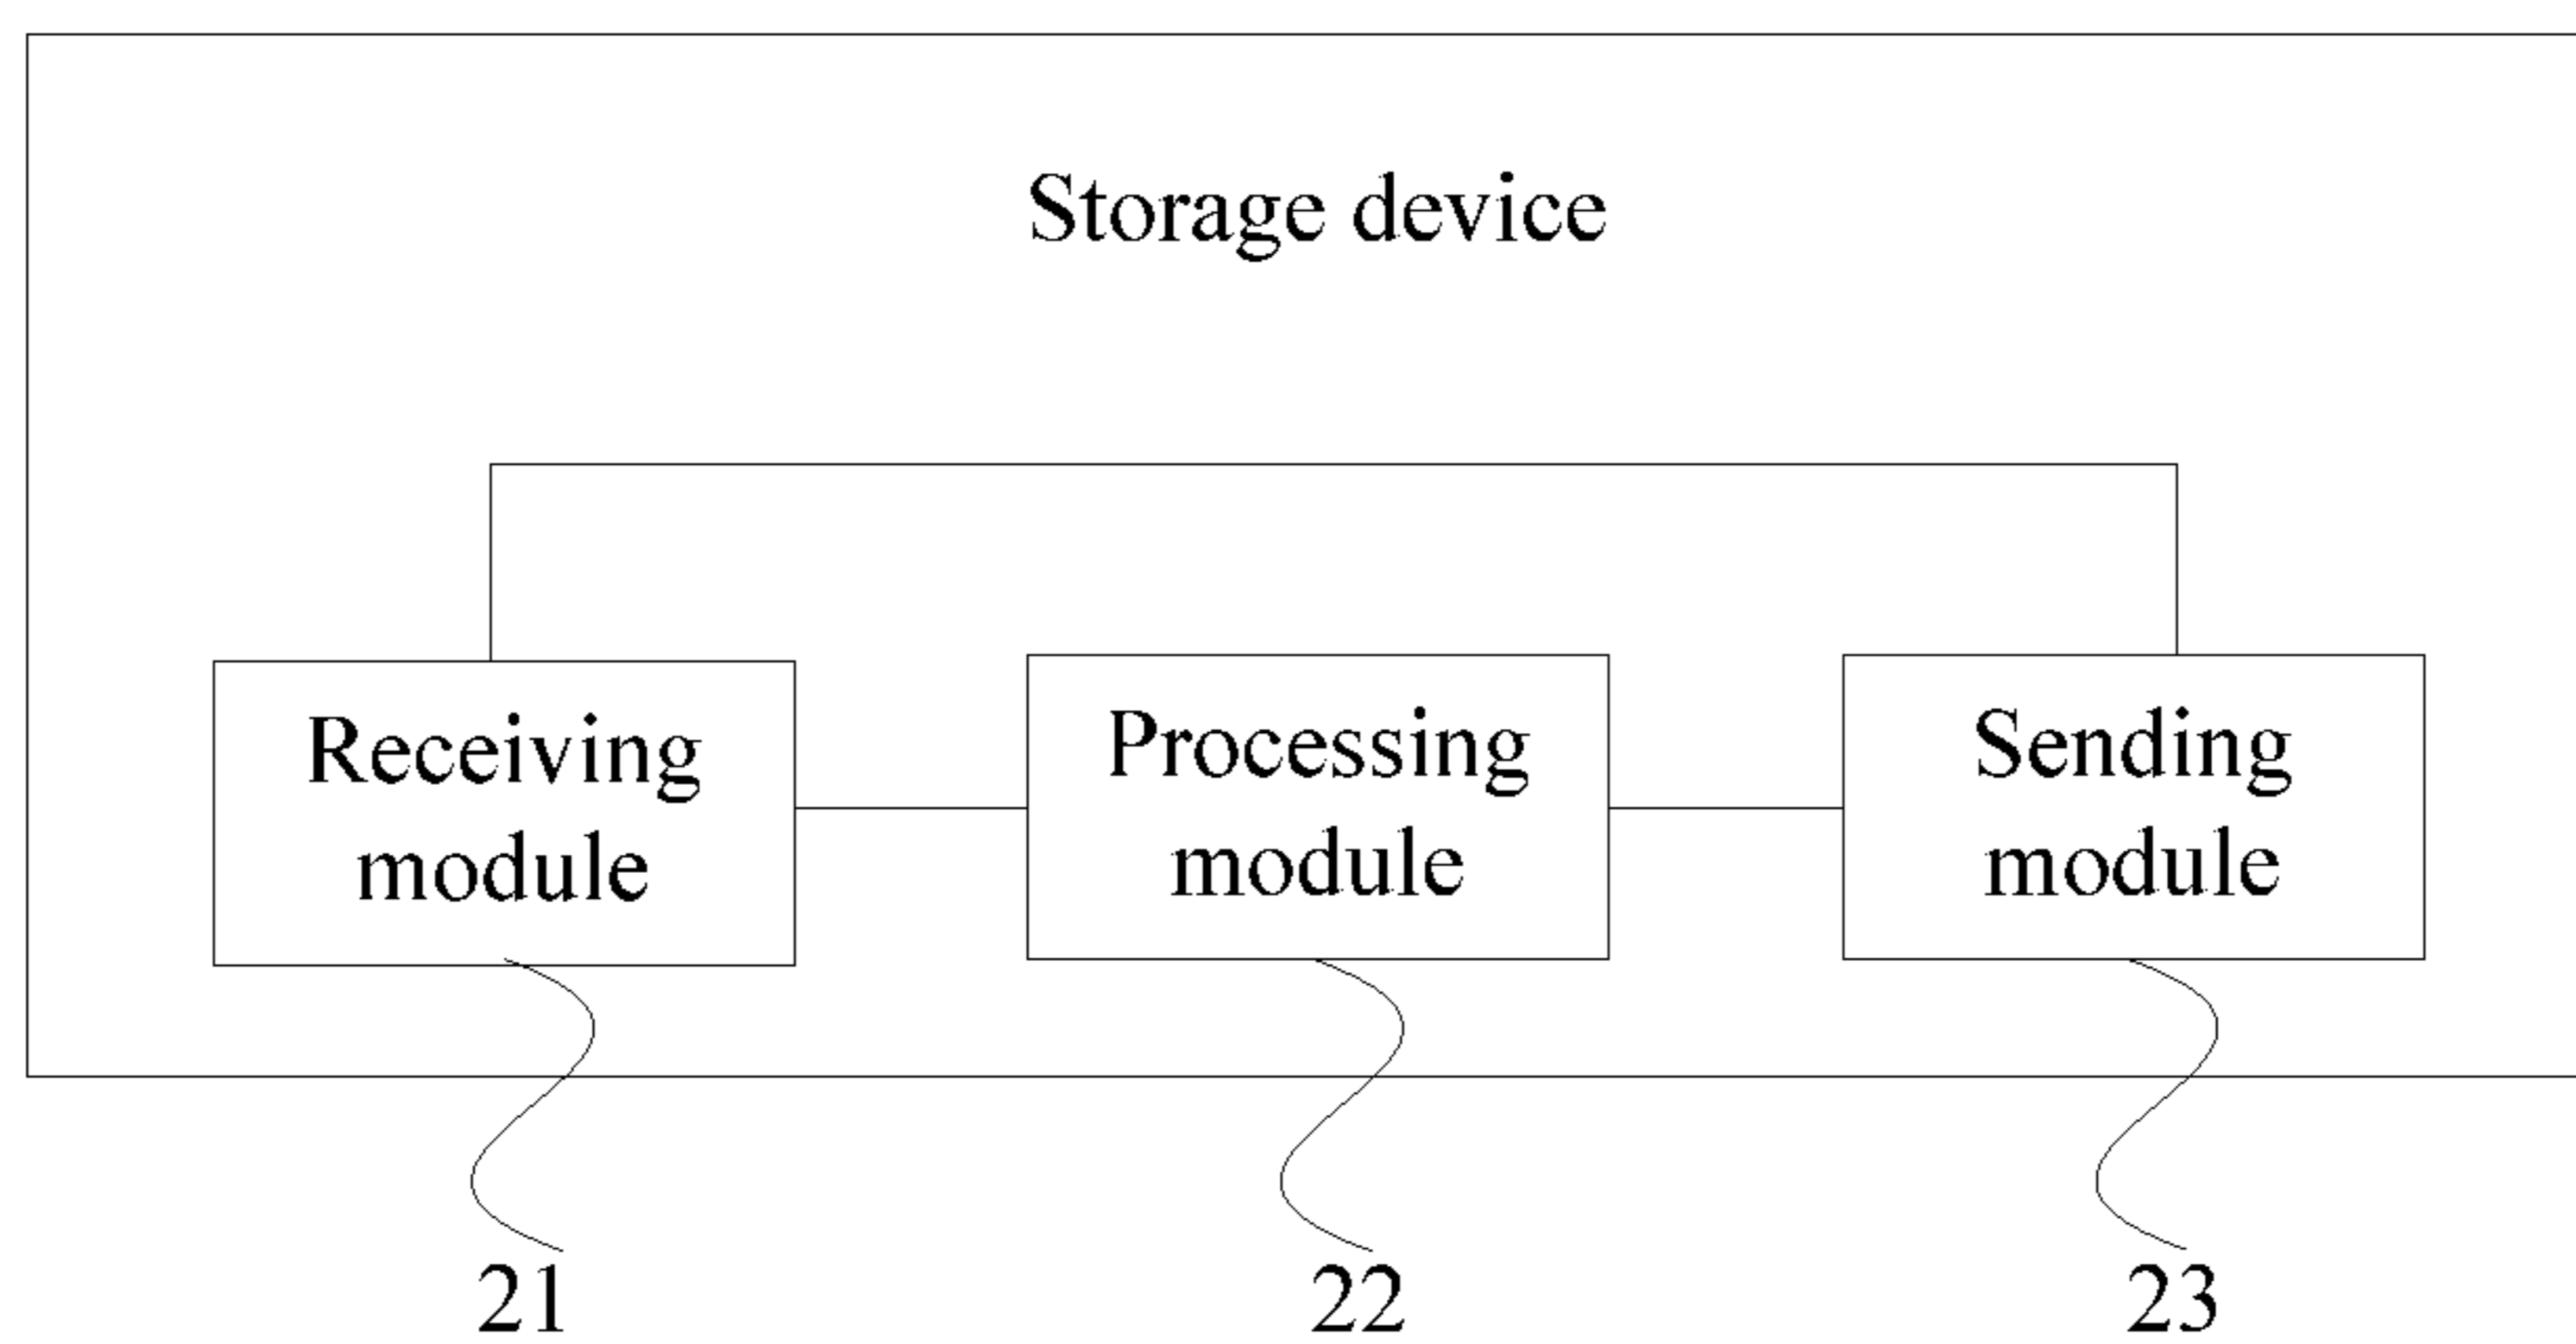 Storage device
Receiving
module
Processing
module
Sending
module
21
22
23